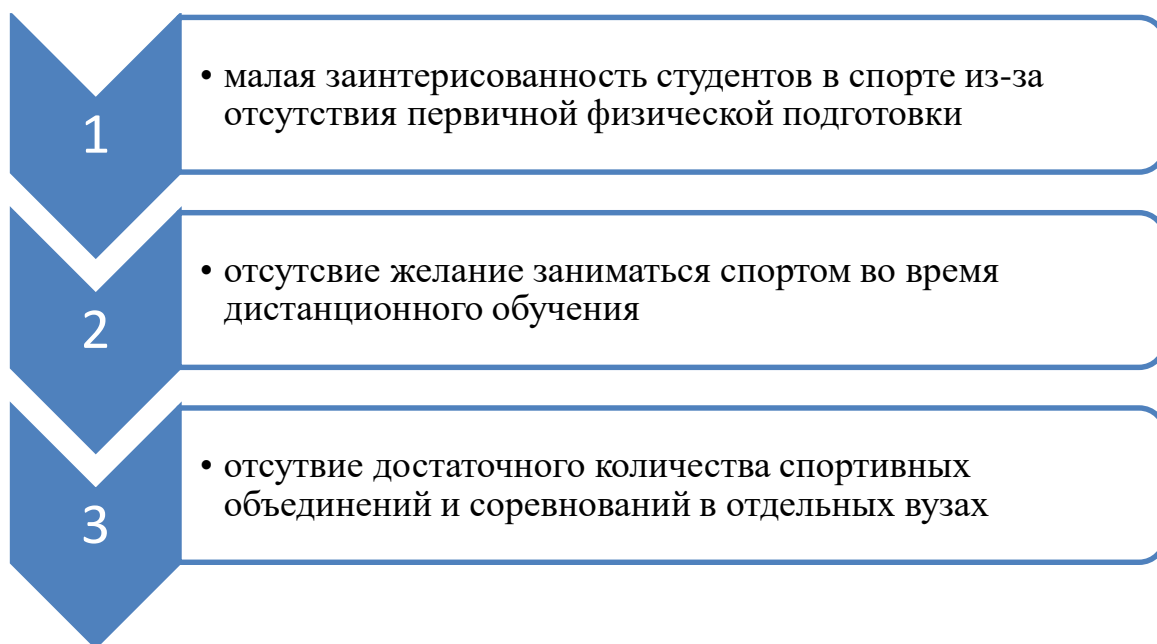 1
• малая заинтерисованность студентов в спорте из-за
отсутствия первичной физической подготовки
2
• отсутсвие желание заниматься спортом во время
дистанционного обучения
3
• отсутвие достаточного количества спортивных
объединений и соревнований в отдельных вузах